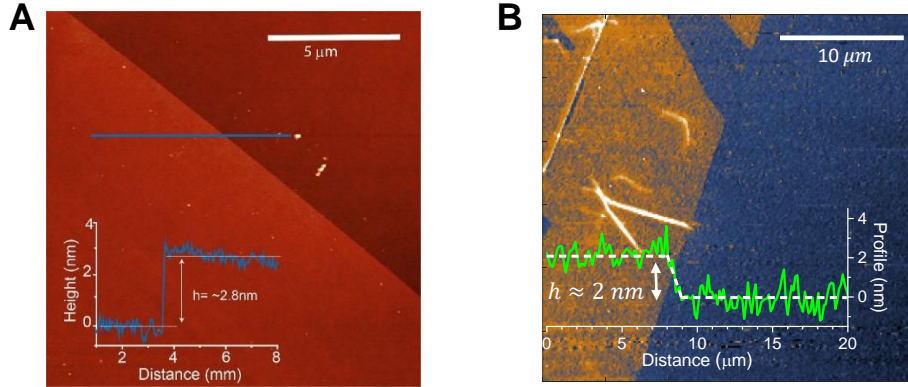 A
5 μm
Height (nm)
4
2
0
h= ~2.8nm
2
4
6
8
Distance (mm)
B
10 μm
4
2
0
Profile (nm)
h ≈ 2 nm
0
5
10
15
20
Distance (μm)